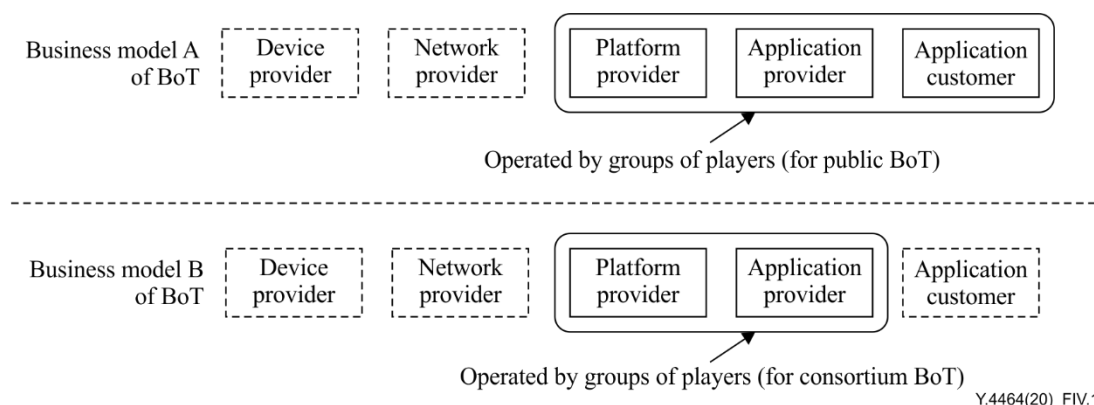 Business model A
of BoT
Device
provider
Network
provider
Platform
provider
Application
provider
Application
customer
Operated by groups of players (for public BoT)
Business model B
of BoT
Device
provider
Network
provider
Platform
provider
Application
provider
Application
customer
Operated by groups of players (for consortium BoT)
Y.4464(20)_FIV.1